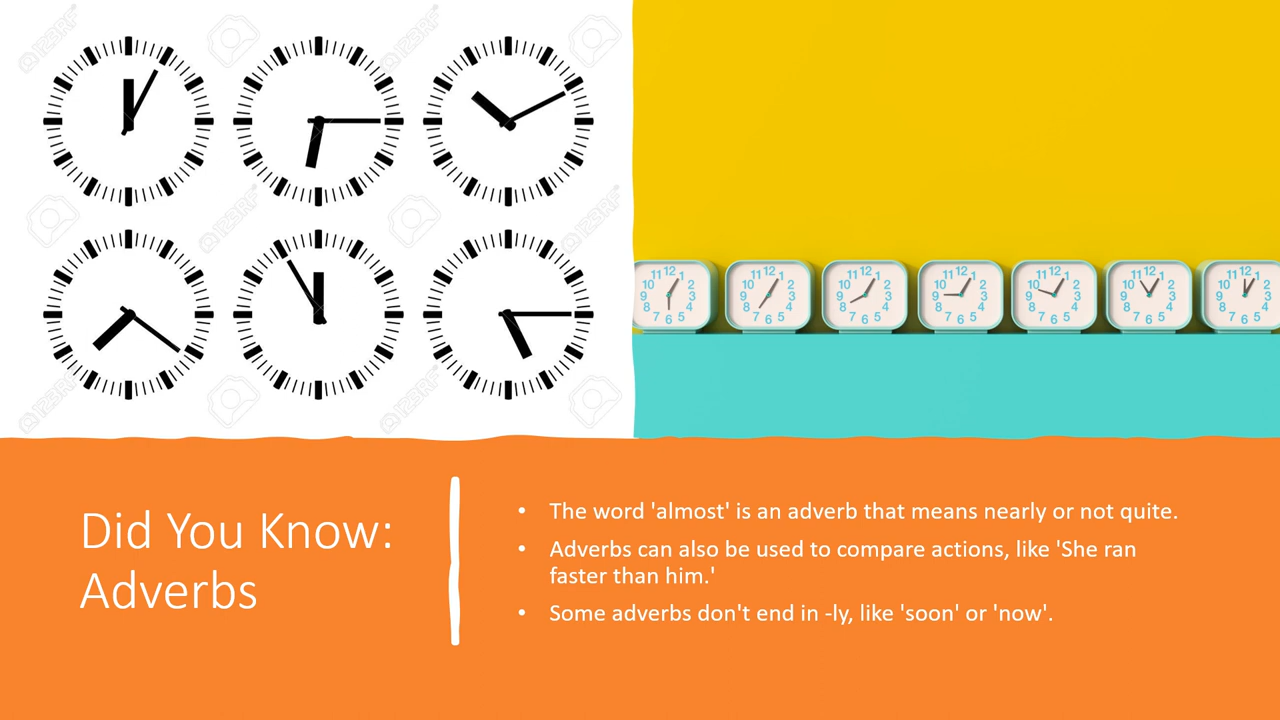 Did You Know:
Adverbs
• The word 'almost' is an adverb that means nearly or not quite.
• Adverbs can also be used to compare actions, like 'She ran
faster than him.'
• Some adverbs don't end in -ly, like 'soon' or 'now'.